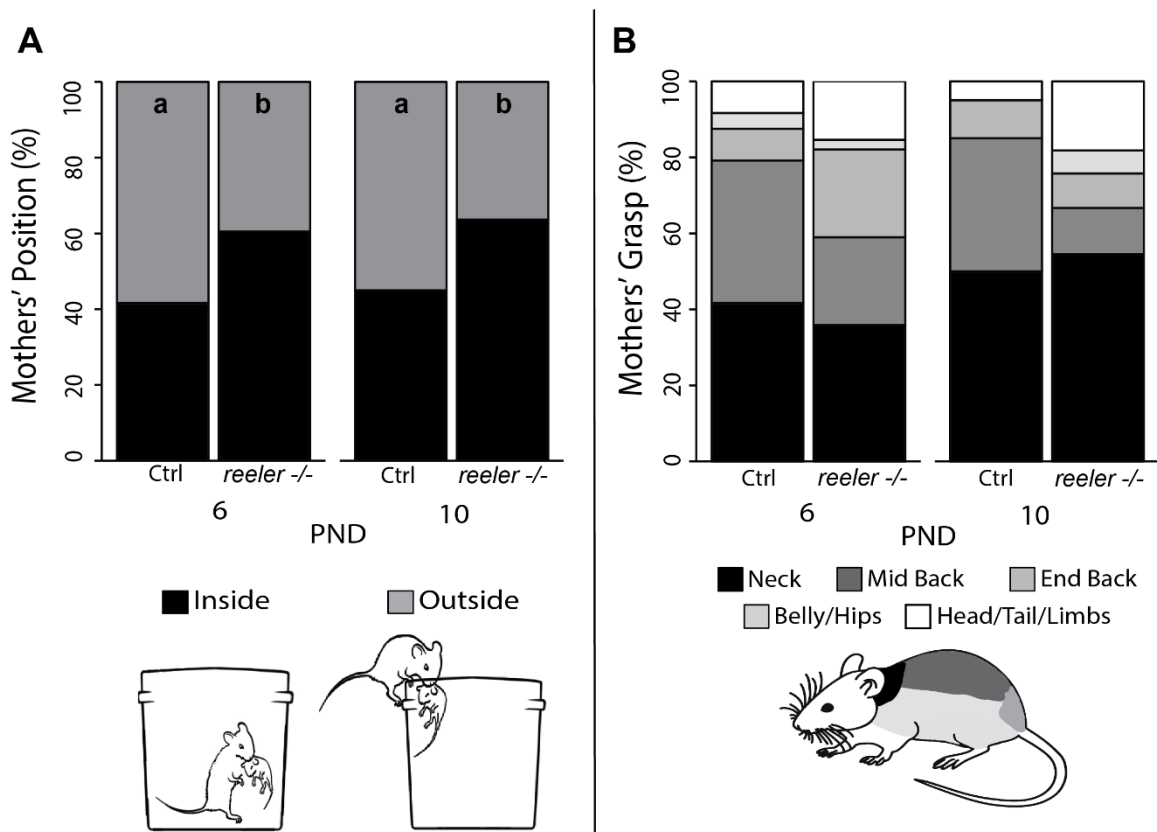 A
Mothers' Position (%)
100
80
60
40
20
0
a
b
a
b
Ctrl
reeler -/-
Ctrl
reeler -/-
6
10
PND
Inside
Outside
B
Mothers' Grasp (%)
100
80
60
40
20
0
Ctrl
reeler -/-
Ctrl
reeler -/-
6
10
PND
Neck
Mid Back
End Back
Belly/Hips
Head/Tail/Limbs